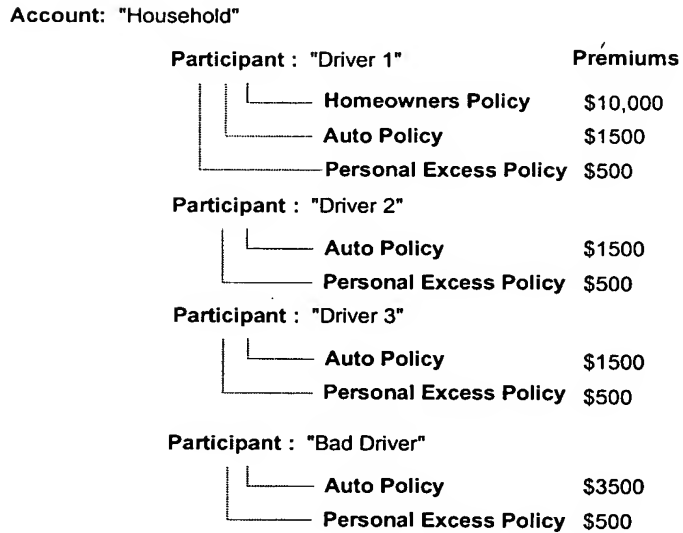 Account: "Household"
Participant : "Driver 1" Premiums
Homeowners Policy $10,000
Auto Policy $1500
Personal Excess Policy $500
Participant : "Driver 2"
Auto Policy $1500
Personal Excess Policy $500
Participant : "Driver 3"
Auto Policy $1500
Personal Excess Policy $500
Participant : "Bad Driver"
Auto Policy $3500
Personal Excess Policy $500